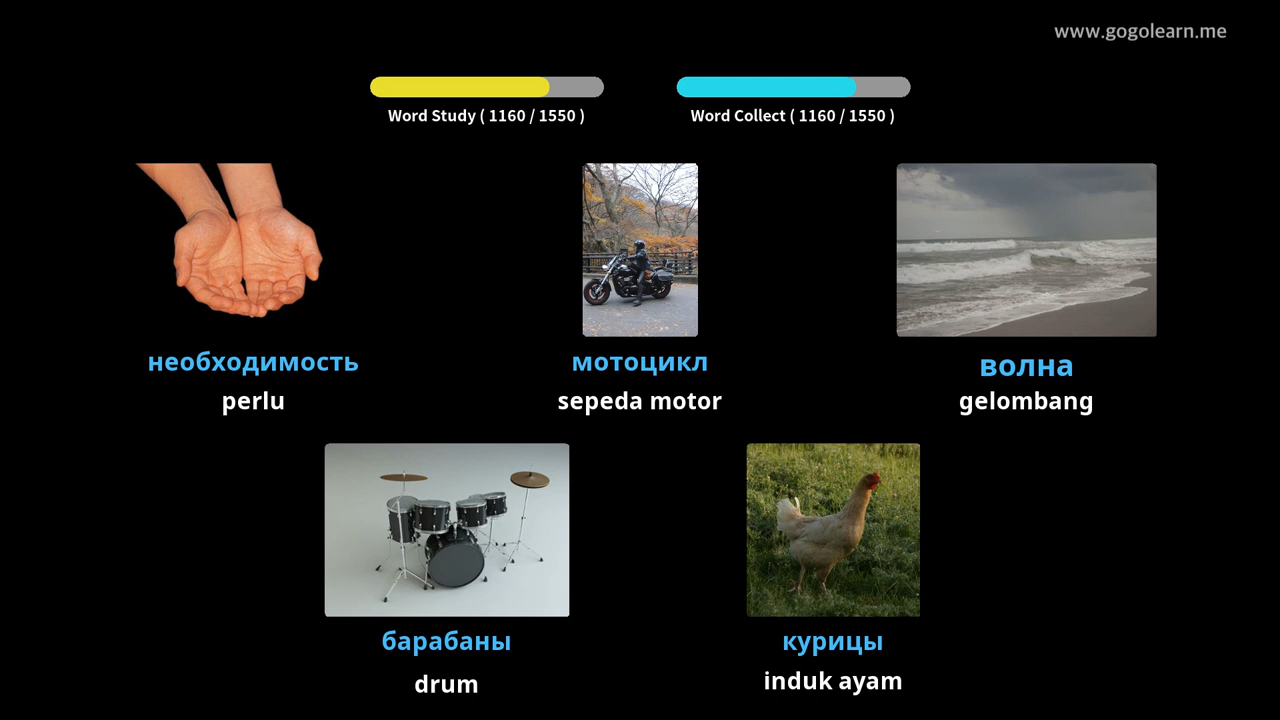 www.gogolearn.me
Word Study ( 1160 / 1550 )
Word Collect ( 1160 / 1550 )
необходимость
perlu
мотоцикл
sepeda motor
волна
gelombang
барабаны
drum
курицы
induk ayam